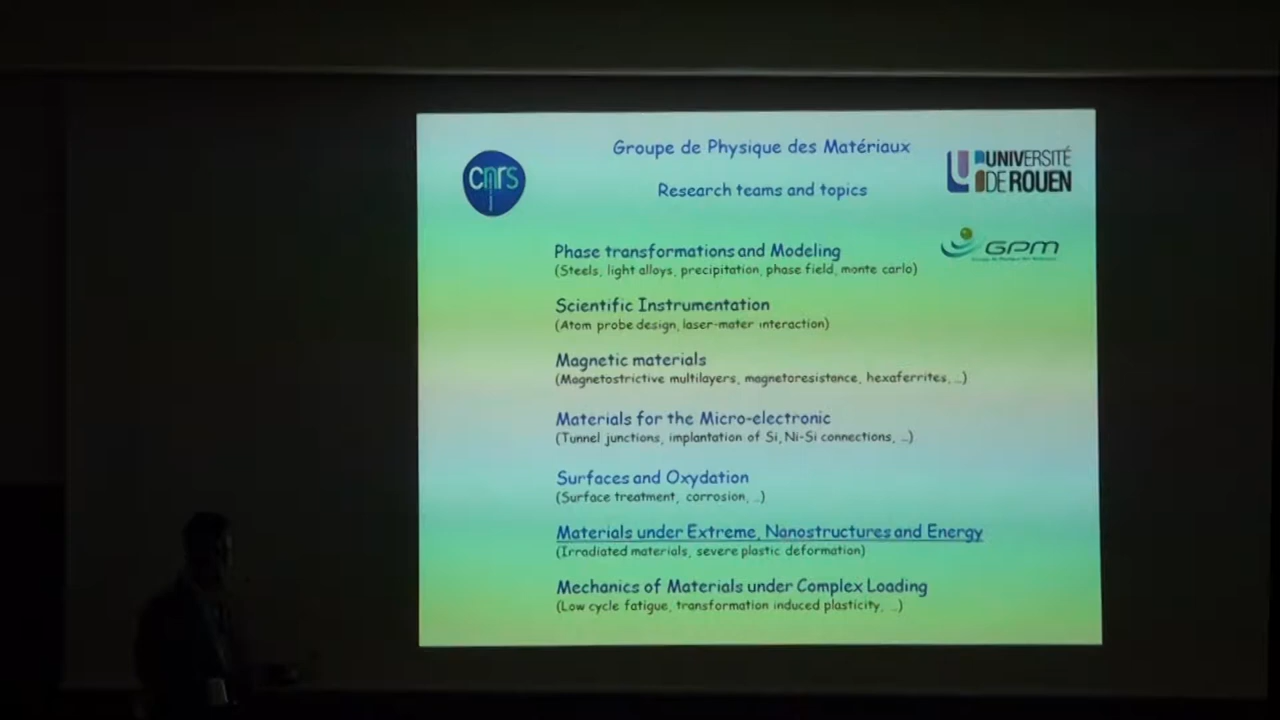 Groupe de Physique des Matériaux
cnrs
UNIVERSITÉ
DE ROUEN
Research teams and topics
GPM
Phase transformations and Modeling
(Steels, light alloys, precipitation, phase field, monte carlo)
Scientific Instrumentation
(Atom probe design, laser-mater interaction)
Magnetic materials
(Magnetostrictive multilayers, magnetoresistance, hexaferrites, …)
Materials for the Micro-electronic
(Tunnel junctions, implantation of Si, Ni-Si connections, …)
Surfaces and Oxydation
(Surface treatment, corrosion, …)
Materials under Extreme, Nanostructures and Energy
(Irradiated materials, severe plastic deformation)
Mechanics of Materials under Complex Loading
(Low cycle fatigue, transformation induced plasticity, …)